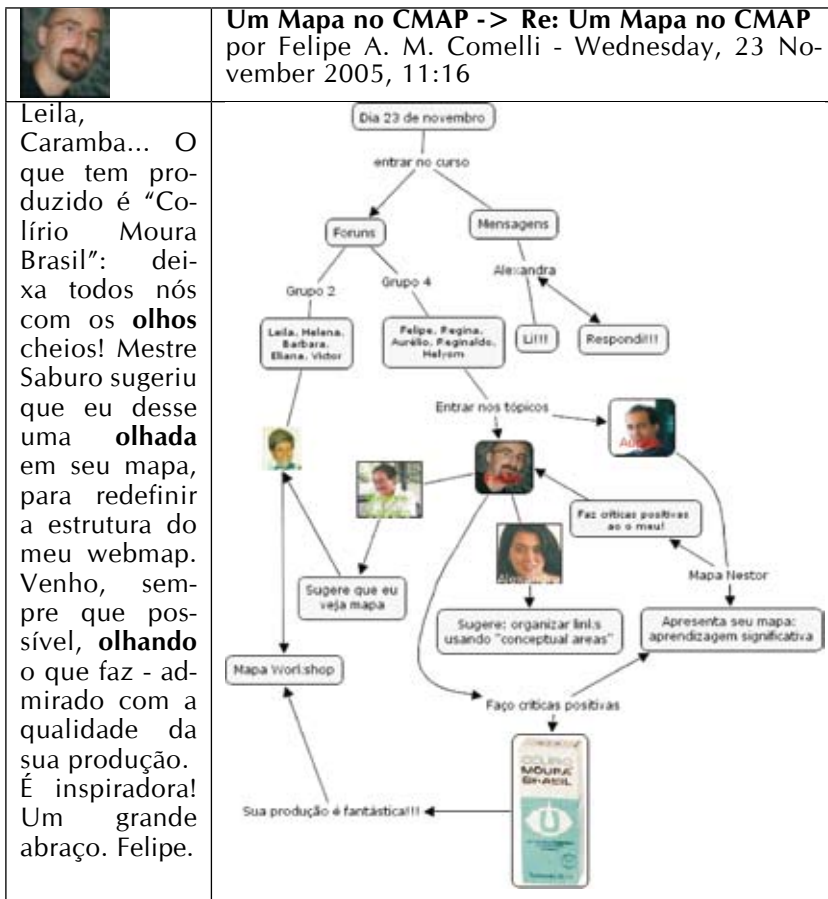 Um Mapa no CMAP -> Re: Um Mapa no CMAP
por Felipe A. M. Comelli - Wednesday, 23 No-
vember 2005, 11:16
Leila,
Caramba... O
que tem pro-
duzido é “Co-
lírio Moura
Brasil”: dei-
xa todos nós
com os olhos
cheios! Mestre
Saburo sugeriu
que eu desse
uma olhada
em seu mapa,
para redefinir
a estrutura do
meu webmap.
Venho, sem-
pre que pos-
sível, olhando
o que faz - ad-
mirado com a
qualidade da
sua produção.
É inspiradora!
Um grande
abraço. Felipe.
Dia 23 de novembro
entrar no curso
Foruns
Mensagens
Alexandra
Grupo 2
Grupo 4
Leila, Helena,
Barbara,
Eliana, Victor
Felipe, Regina,
Aurélio, Reginaldo,
Helyom
Li!!!
Respondi!!!
Entrar nos tópicos
Faz críticas positivas
ao o meu!
Alexandra
Mapa Nestor
Sugere que eu
veja mapa
Sugere: organizar links
usando "conceptual areas"
Apresenta seu mapa:
aprendizagem significativa
Mapa Workshop
Faço críticas positivas
COLÍRIO
MOURA
BRASIL
Sua produção é fantástica!!!